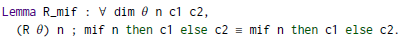 Lemma R_mif : ∀ dim θ n c1 c2,
(R θ) n ; mif n then c1 else c2 ≡ mif n then c1 else c2.